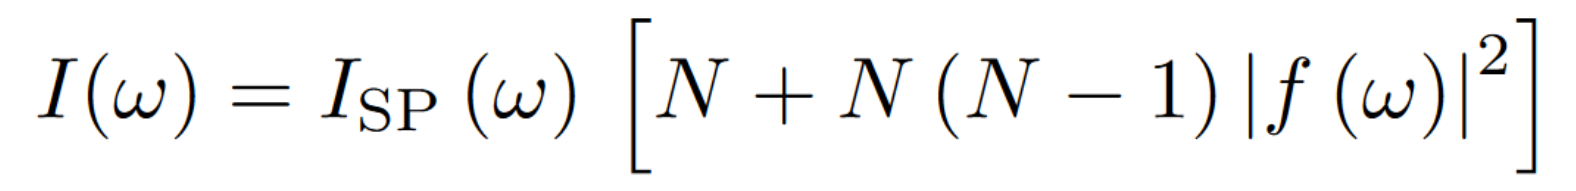 I(ω) = I_SP (ω) [N + N (N − 1) |f (ω)|²]